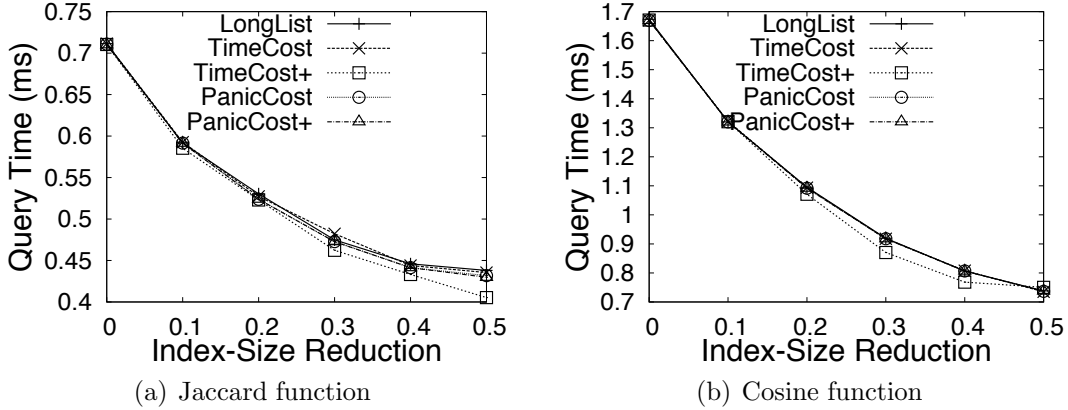 LongList
TimeCost
TimeCost+
PanicCost
PanicCost+
0.75
0.7
0.65
0.6
0.55
0.5
0.45
0.4
Query Time (ms)
0 0.1 0.2 0.3 0.4 0.5
Index-Size Reduction
(a) Jaccard function
LongList
TimeCost
TimeCost+
PanicCost
PanicCost+
1.7
1.6
1.5
1.4
1.3
1.2
1.1
1
0.9
0.8
0.7
Query Time (ms)
0 0.1 0.2 0.3 0.4 0.5
Index-Size Reduction
(b) Cosine function